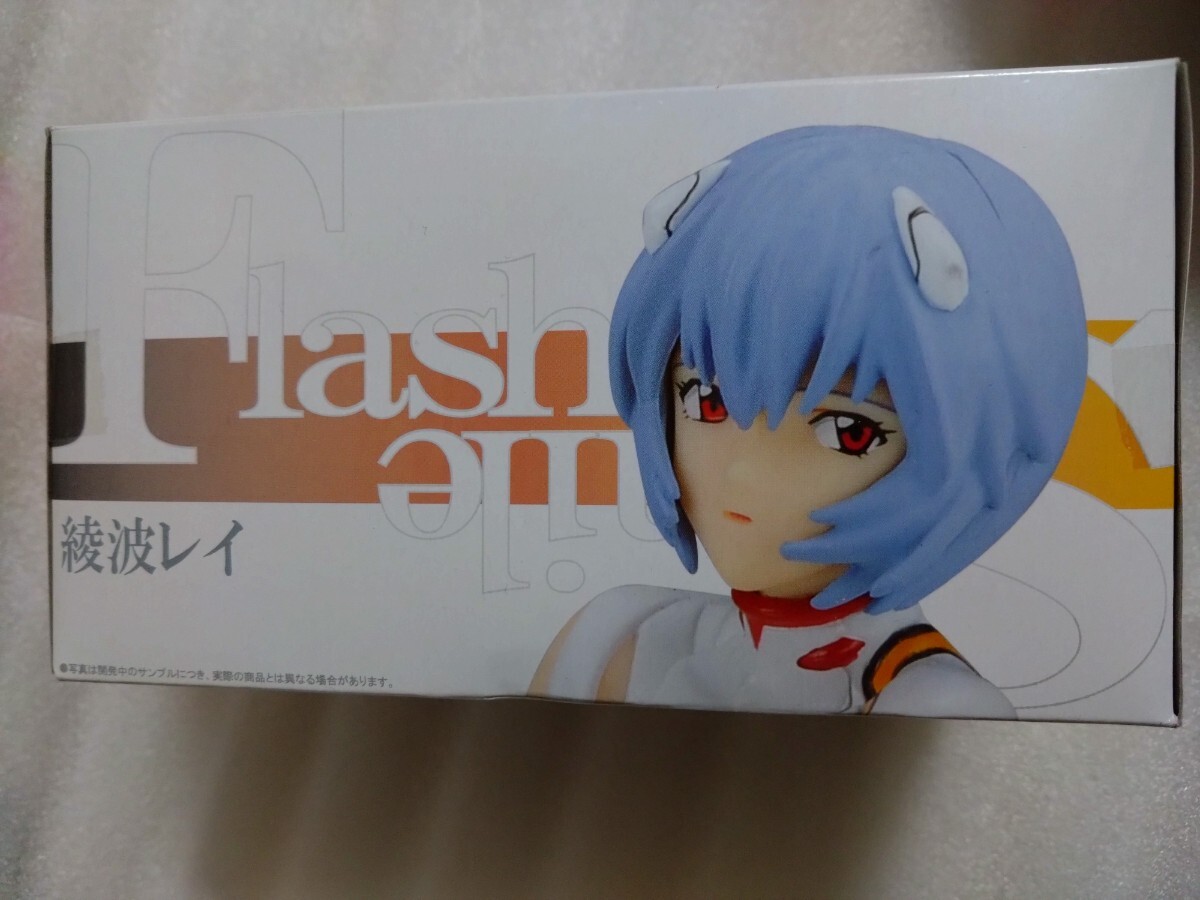 Flash
綾波レイ
●写真は開発中のサンプルにつき、実際の商品とは異なる場合があります。